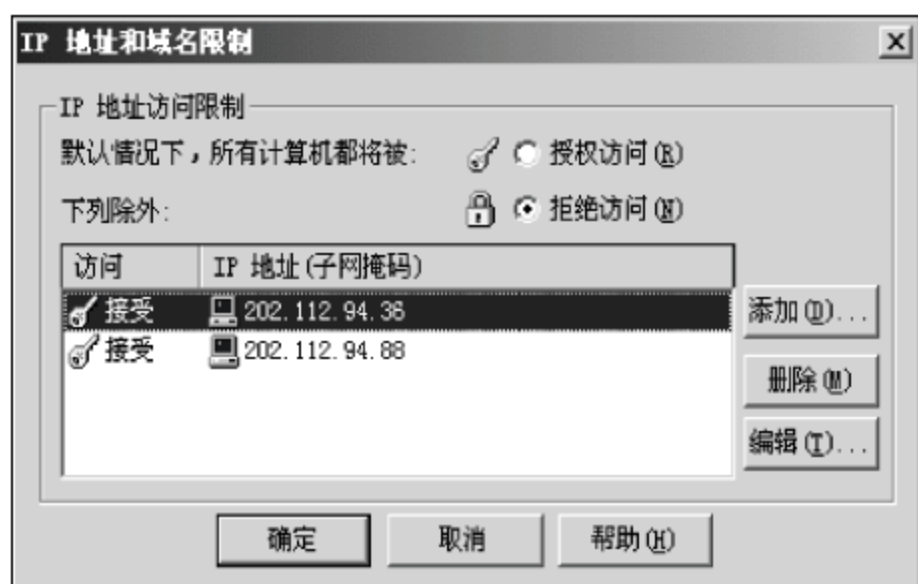 IP 地址和域名限制
IP 地址访问限制
默认情况下,所有计算机都将被: 授权访问(R)
下列除外: 拒绝访问(N)
访问 IP 地址(子网掩码)
接受 202.112.94.36
添加(D)...
接受 202.112.94.88
删除(M)
编辑(T)...
确定 取消 帮助(H)